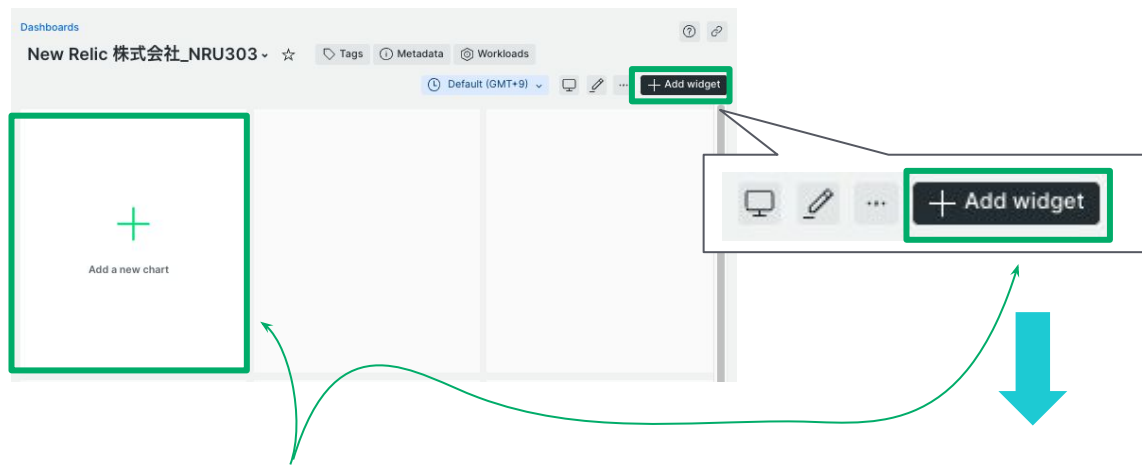 Dashboards
New Relic 株式会社_NRU303
Tags
Metadata
Workloads
Default (GMT+9)
Add widget
Add widget
Add a new chart